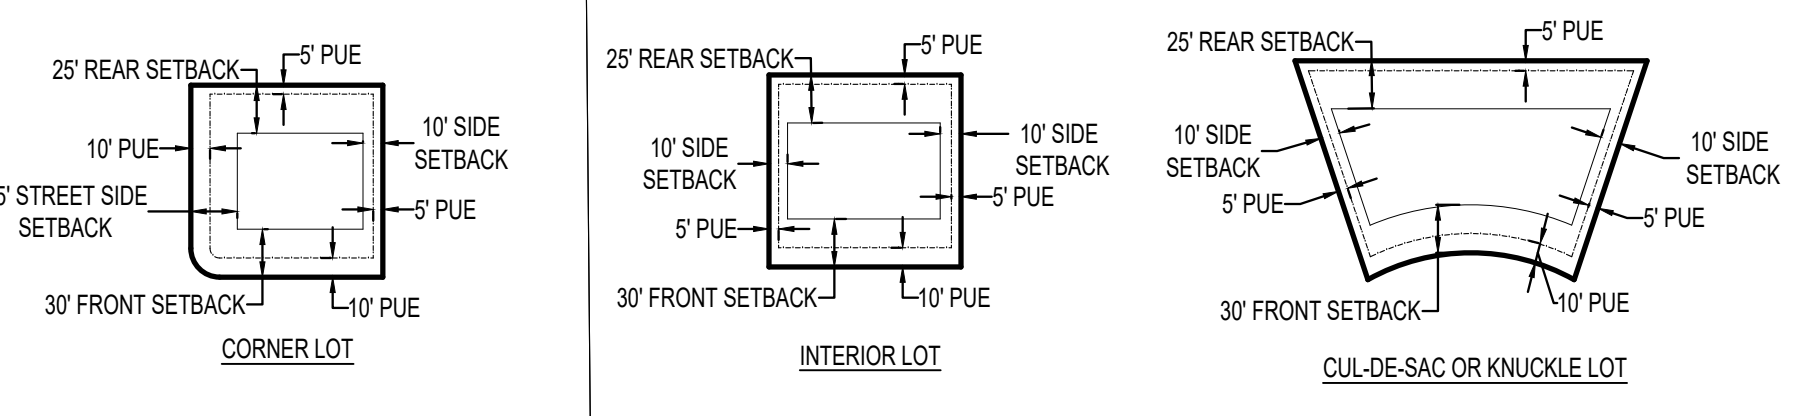 25' REAR SETBACK
5' PUE
10' PUE
10' SIDE
SETBACK
5' STREET SIDE
SETBACK
5' PUE
30' FRONT SETBACK
10' PUE
CORNER LOT
25' REAR SETBACK
5' PUE
10' SIDE
SETBACK
10' SIDE
SETBACK
5' PUE
5' PUE
30' FRONT SETBACK
10' PUE
INTERIOR LOT
25' REAR SETBACK
5' PUE
10' SIDE
SETBACK
10' SIDE
SETBACK
5' PUE
5' PUE
30' FRONT SETBACK
10' PUE
CUL-DE-SAC OR KNUCKLE LOT